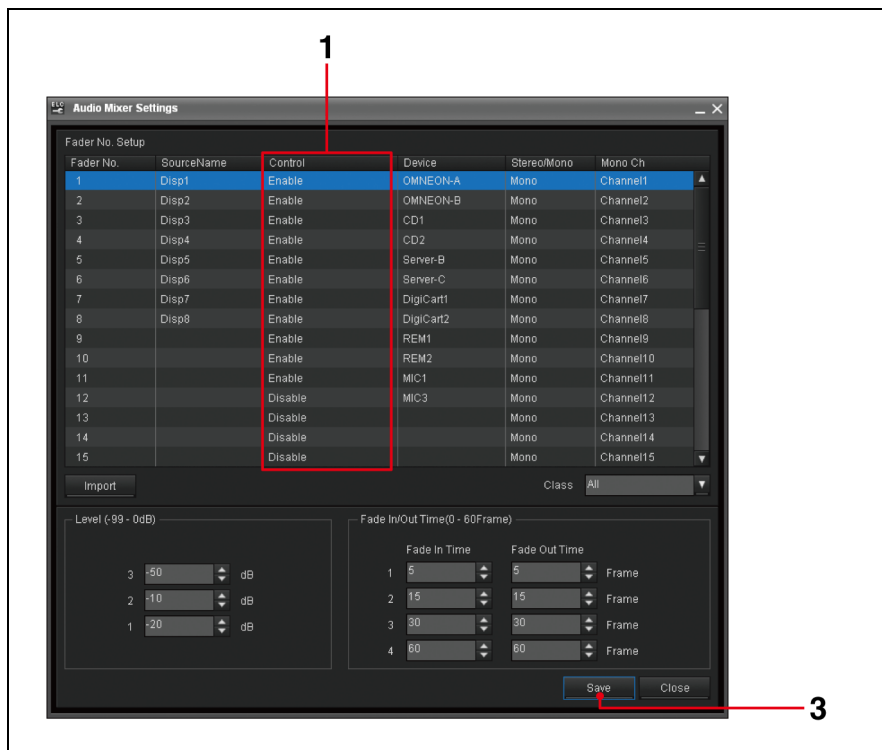 1
ELC Audio Mixer Settings
Fader No. Setup
Fader No. SourceName Control Device Stereo/Mono Mono Ch
1 Disp1 Enable OMNEON-A Mono Channel1
2 Disp2 Enable OMNEON-B Mono Channel2
3 Disp3 Enable CD1 Mono Channel3
4 Disp4 Enable CD2 Mono Channel4
5 Disp5 Enable Server-B Mono Channel5
6 Disp6 Enable Server-C Mono Channel6
7 Disp7 Enable DigiCart1 Mono Channel7
8 Disp8 Enable DigiCart2 Mono Channel8
9 Enable REM1 Mono Channel9
10 Enable REM2 Mono Channel10
11 Enable MIC1 Mono Channel11
12 Disable MIC3 Mono Channel12
13 Disable Mono Channel13
14 Disable Mono Channel14
15 Disable Mono Channel15
Import Class All
Level (-99 - 0dB)
3 -50 dB
2 -10 dB
1 -20 dB
Fade In/Out Time(0 - 60Frame)
Fade In Time Fade Out Time
1 5 5 Frame
2 15 15 Frame
3 30 30 Frame
4 60 60 Frame
Save Close
3